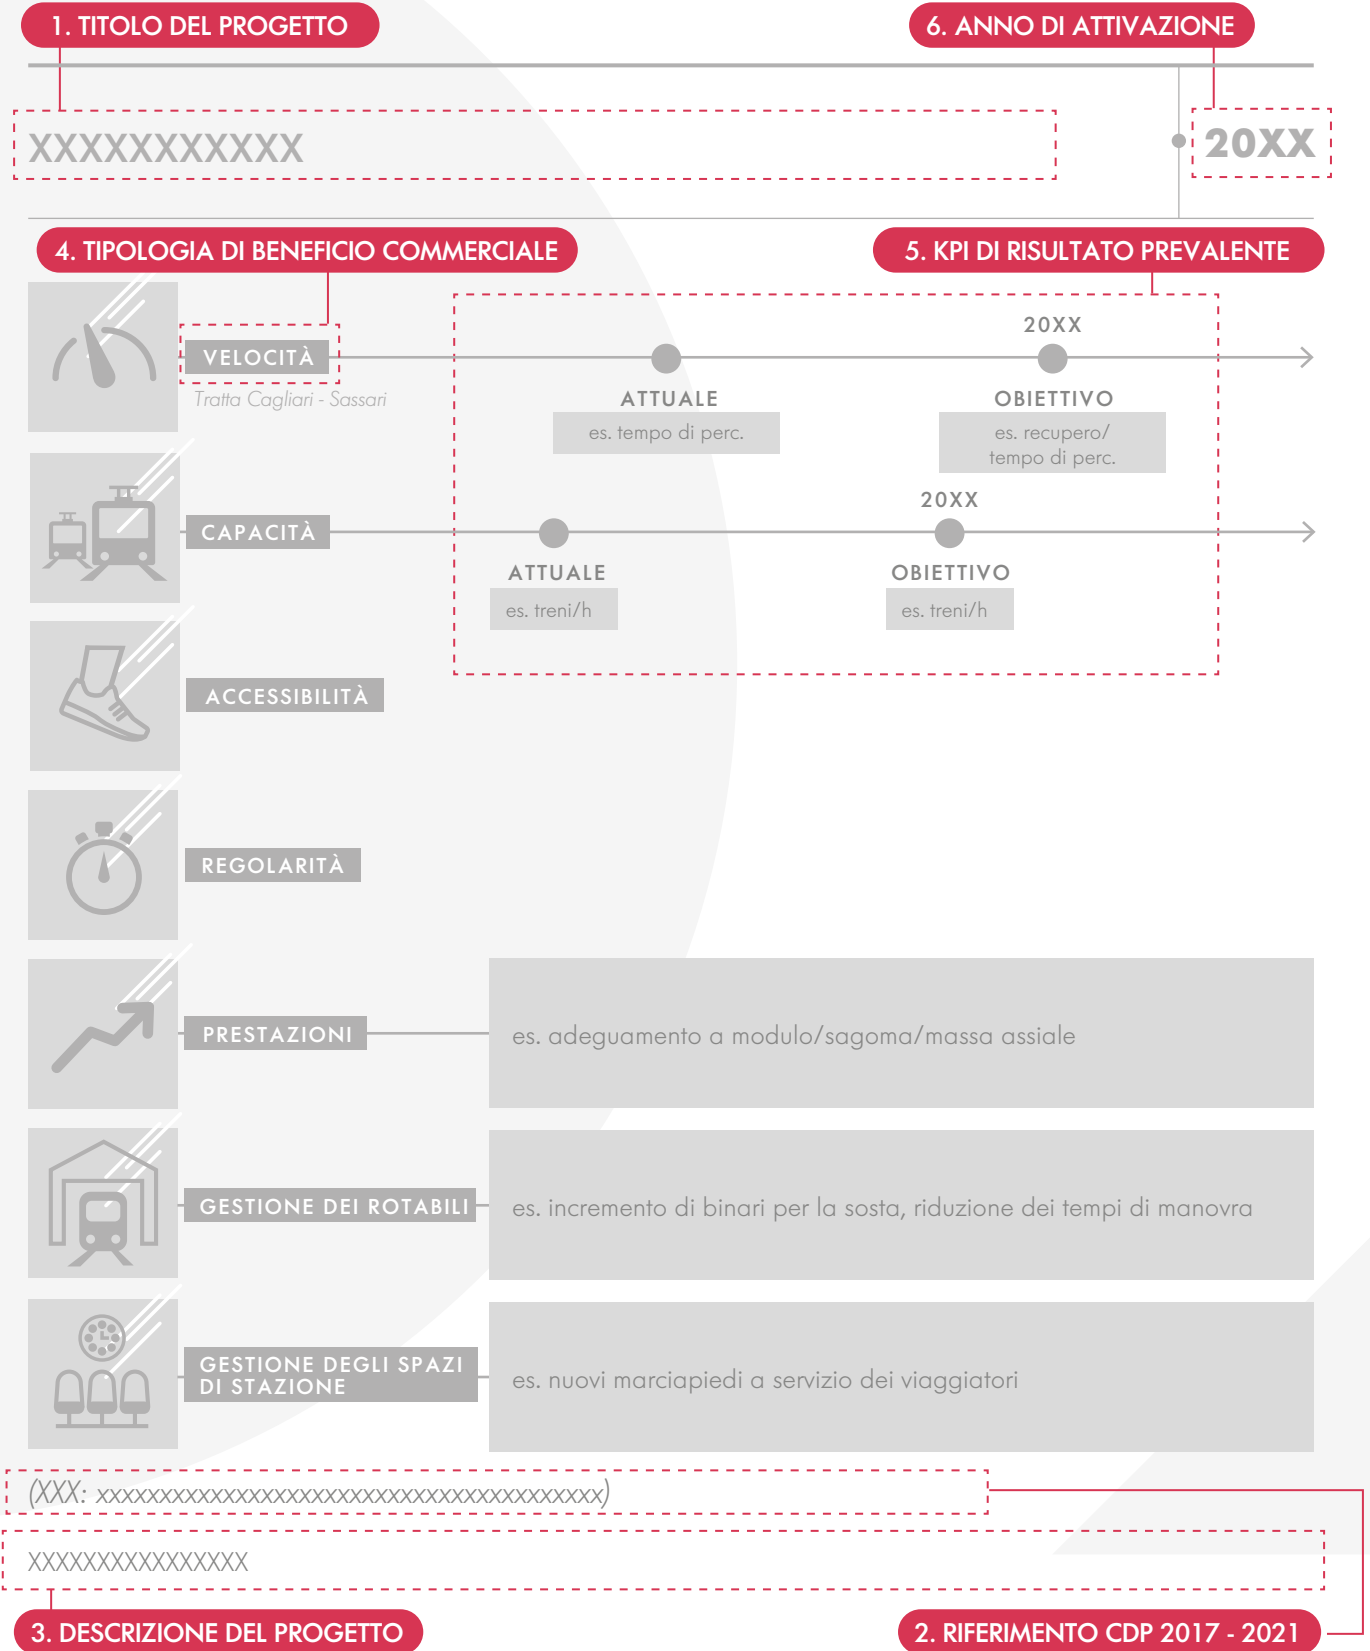 1. TITOLO DEL PROGETTO
6. ANNO DI ATTIVAZIONE
XXXXXXXXXXX
20XX
4. TIPOLOGIA DI BENEFICIO COMMERCIALE
5. KPI DI RISULTATO PREVALENTE
20XX
VELOCITÀ
Tratta Cagliari - Sassari
ATTUALE
OBIETTIVO
es. tempo di perc.
es. recupero/
tempo di perc.
20XX
CAPACITÀ
ATTUALE
OBIETTIVO
es. treni/h
es. treni/h
ACCESSIBILITÀ
REGOLARITÀ
PRESTAZIONI
es. adeguamento a modulo/sagoma/massa assiale
GESTIONE DEI ROTABILI
es. incremento di binari per la sosta, riduzione dei tempi di manovra
GESTIONE DEGLI SPAZI
DI STAZIONE
es. nuovi marciapiedi a servizio dei viaggiatori
(XXX: xxxxxxxxxxxxxxxxxxxxxxxxxxxxxxxxxxxxxxxx)
XXXXXXXXXXXXXXXX
3. DESCRIZIONE DEL PROGETTO
2. RIFERIMENTO CDP 2017 - 2021